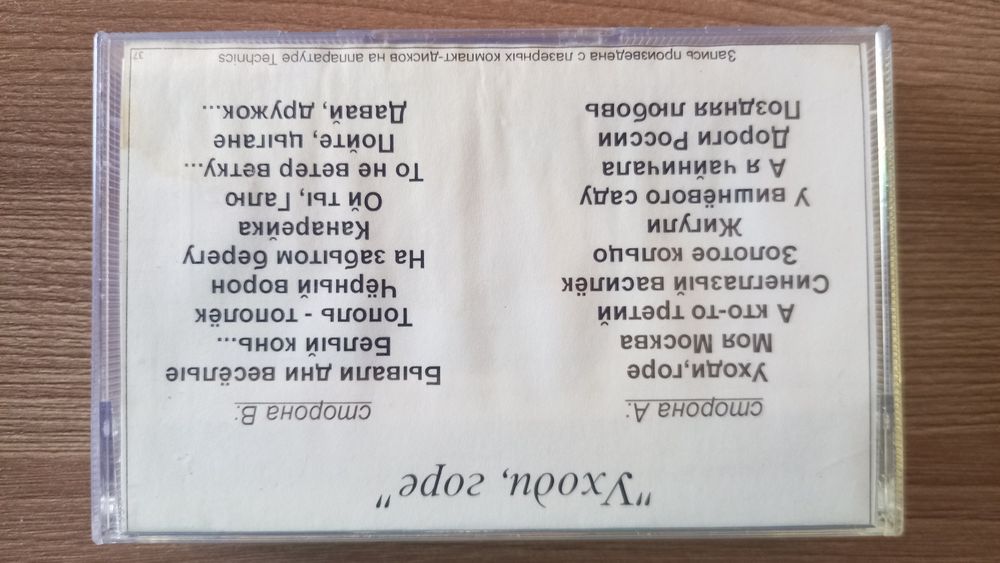 "Уходи, горе"
сторона А:
Уходи,горе
Моя Москва
А кто-то третий
Синеглазый василёк
Золотое кольцо
Жигули
У вишнёвого саду
А я чайничала
Дороги России
Поздняя любовь
сторона В:
Бывали дни весёлые
Белый конь...
Тополь - тополёк
Чёрный ворон
На забытом берегу
Канарейка
Ой ты, Галю
То не ветер ветку...
Пойте, цыгане
Давай, дружок...
Запись произведена с лазерных компакт-дисков на аппаратуре Technics
37